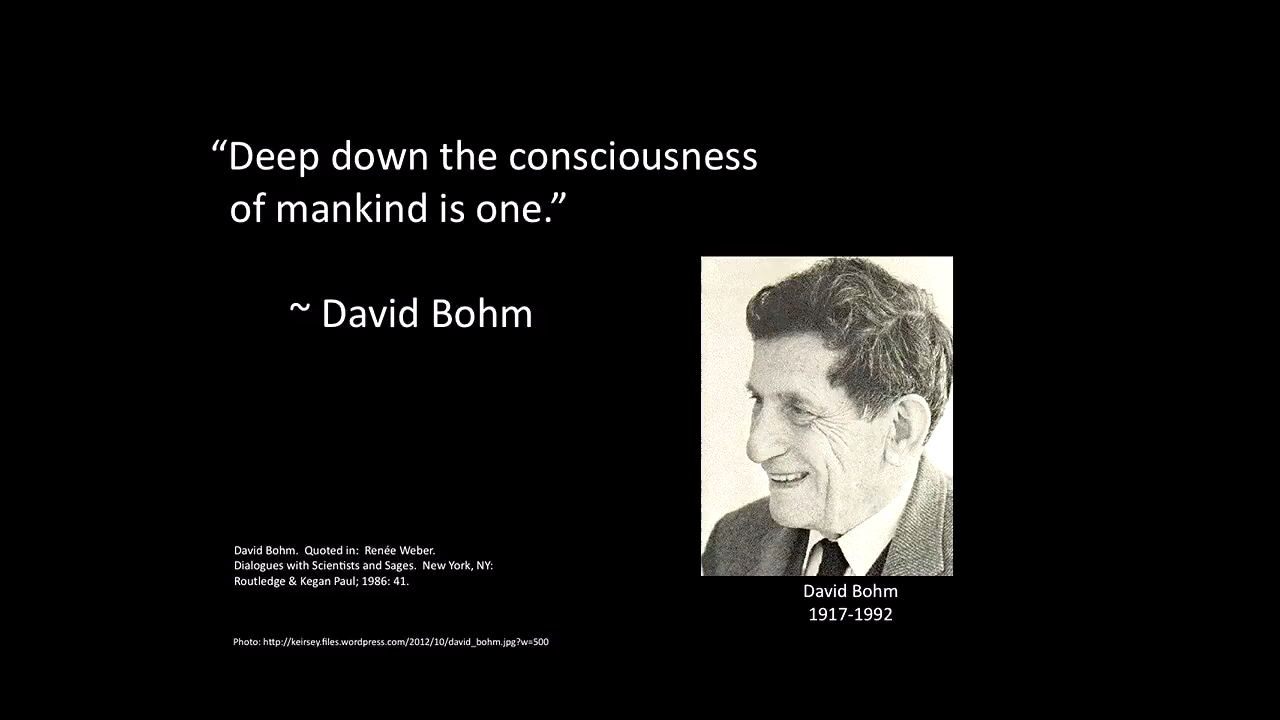 “Deep down the consciousness
of mankind is one.”
~ David Bohm
David Bohm.  Quoted in:  Renée Weber.
Dialogues with Scientists and Sages.  New York, NY:
Routledge & Kegan Paul; 1986: 41.
David Bohm
1917-1992
Photo: http://keirsey.files.wordpress.com/2012/10/david_bohm.jpg?w=500